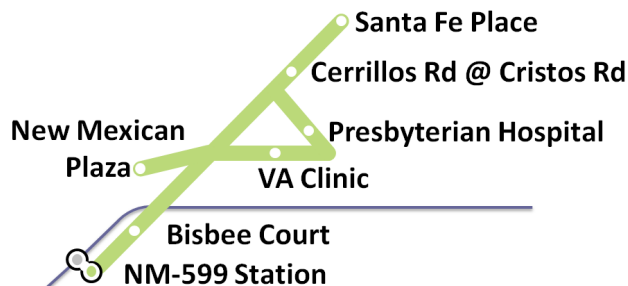 Santa Fe Place
Cerrillos Rd @ Cristos Rd
New Mexican
Plaza
Presbyterian Hospital
VA Clinic
Bisbee Court
NM-599 Station